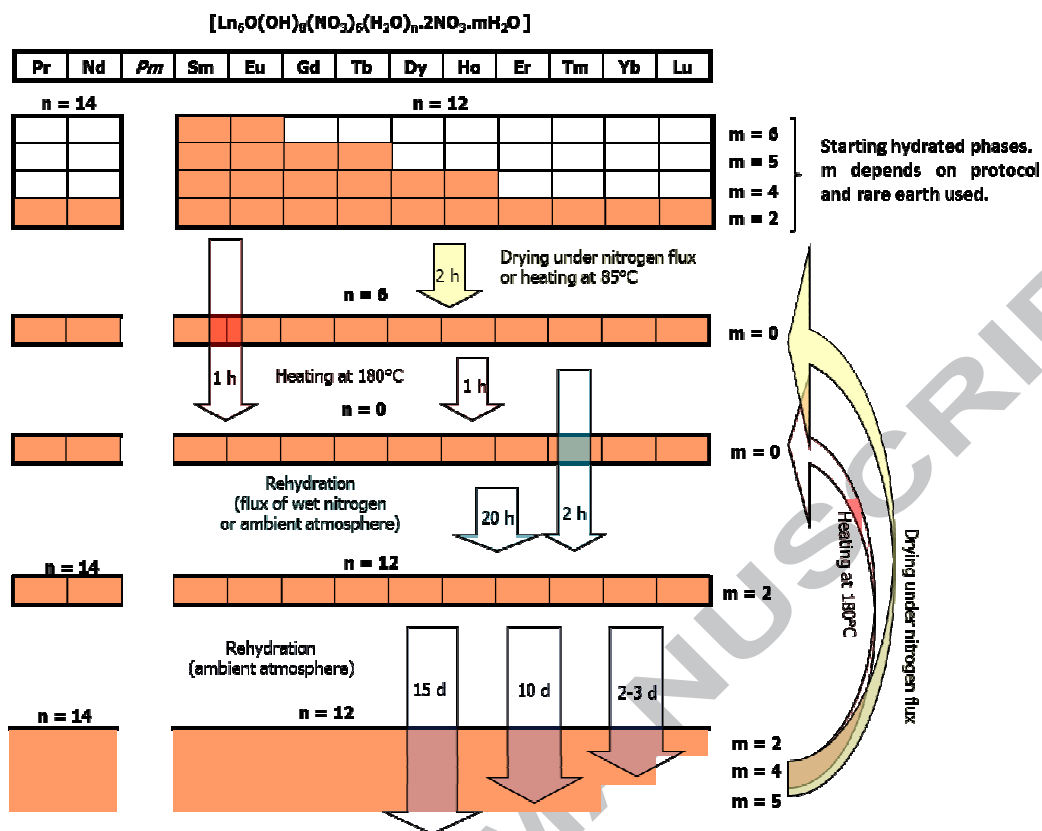 [Ln₆O(OH)₈(NO₃)₆(H₂O)ₙ.2NO₃.mH₂O]
Pr Nd Pm Sm Eu Gd Tb Dy Ho Er Tm Yb Lu
n = 14
n = 12
m = 6
m = 5
m = 4
m = 2
Starting hydrated phases.
m depends on protocol
and rare earth used.
2 h
Drying under nitrogen flux
or heating at 85°C
n = 6
m = 0
1 h
Heating at 180°C
1 h
n = 0
m = 0
Rehydration
(flux of wet nitrogen
or ambient atmosphere)
20 h
2 h
n = 14
n = 12
m = 2
Rehydration
(ambient atmosphere)
15 d
10 d
2-3 d
n = 14
n = 12
m = 2
m = 4
m = 5
Heating at 180°C
Drying under nitrogen flux
MANUSCRIP